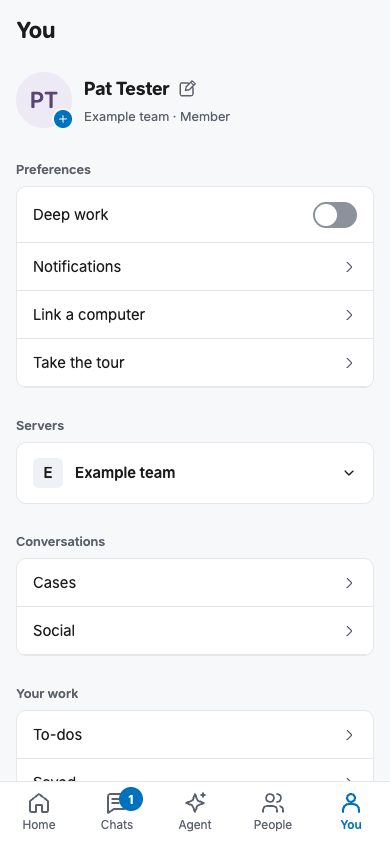 You
PT
Pat Tester
Example team · Member
Preferences
Deep work
Notifications
Link a computer
Take the tour
Servers
E Example team
Conversations
Cases
Social
Your work
To-dos
Saved
1
Home Chats Agent People You